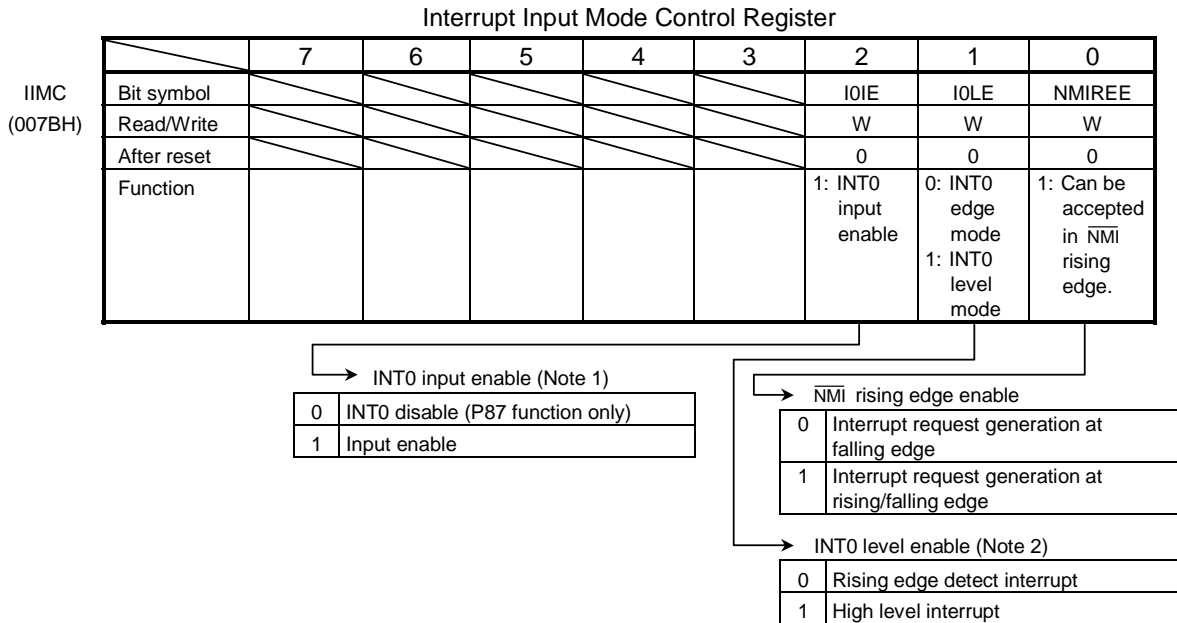 Interrupt Input Mode Control Register
7 6 5 4 3 2 1 0
IIMC
(007BH)
Bit symbol I0IE I0LE NMIREE
Read/Write W W W
After reset 0 0 0
Function
1: INT0
input
enable
0: INT0
edge
mode
1: INT0
level
mode
1: Can be
accepted
in NMI
rising
edge.
INT0 input enable (Note 1)
0 INT0 disable (P87 function only)
1 Input enable
NMI rising edge enable
0 Interrupt request generation at
falling edge
1 Interrupt request generation at
rising/falling edge
INT0 level enable (Note 2)
0 Rising edge detect interrupt
1 High level interrupt